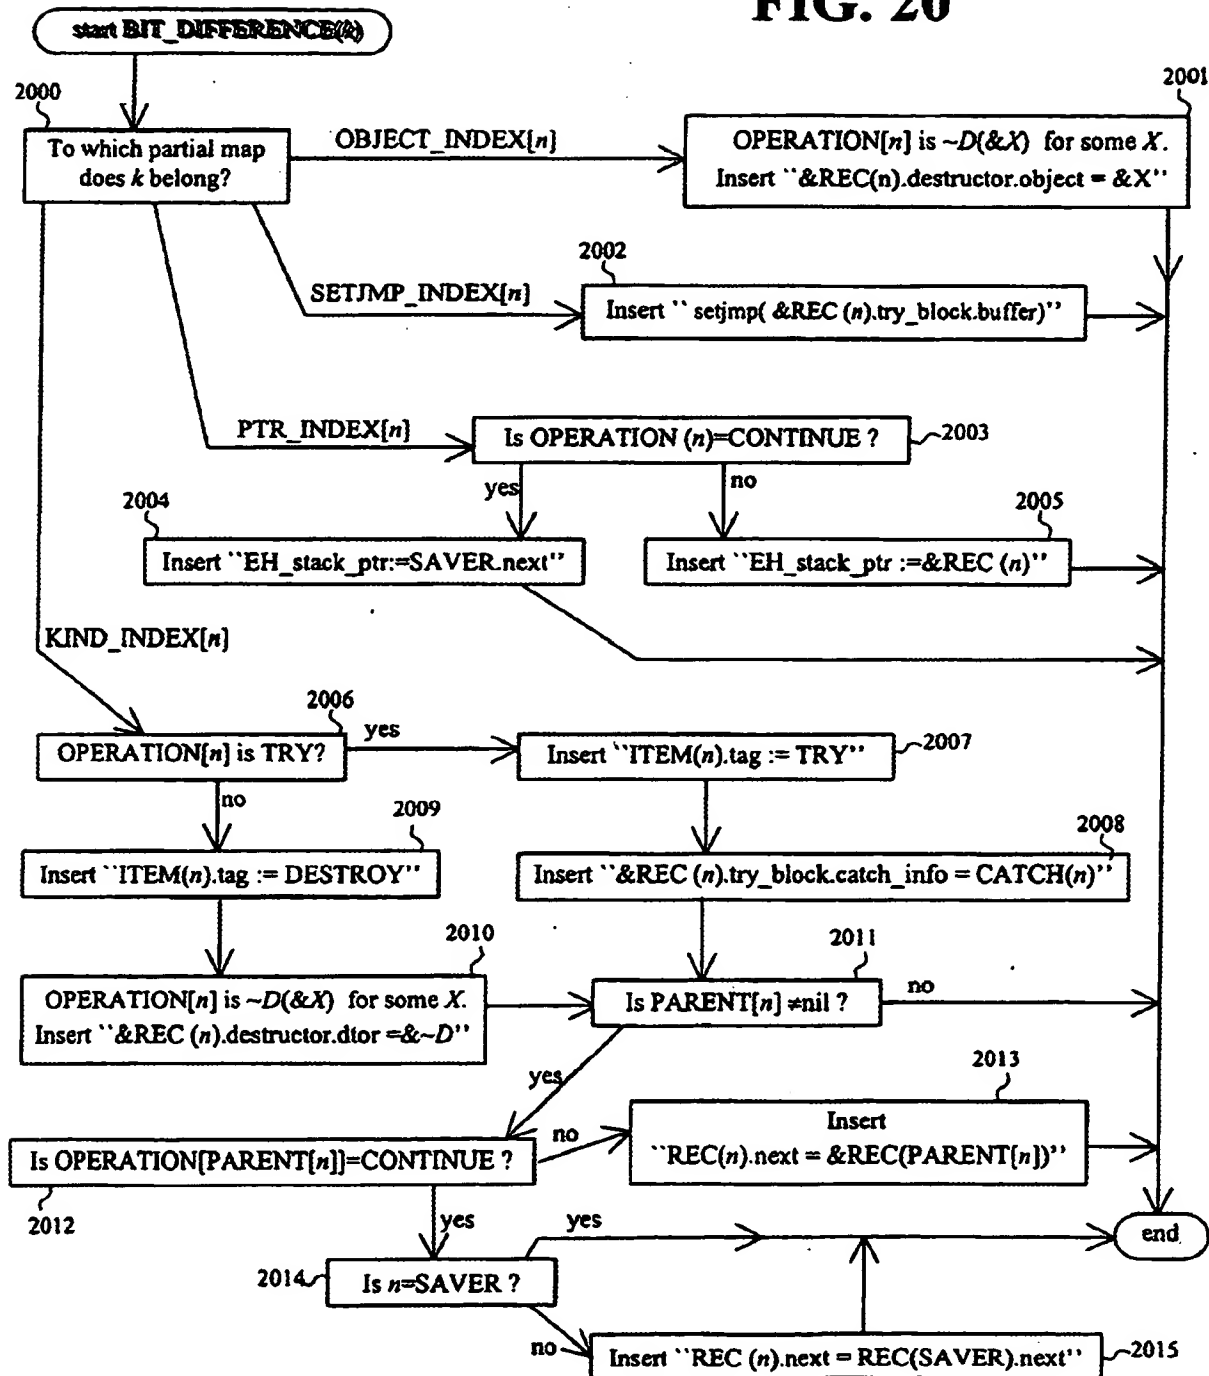 FIG. 20
start BIT_DIFFERENCE(k)
2000
To which partial map
does k belong?
OBJECT_INDEX[n]
2001
OPERATION[n] is ~D(&X) for some X.
Insert ``&REC(n).destructor.object = &X''
SETJMP_INDEX[n]
2002
Insert `` setjmp( &REC (n).try_block.buffer)''
PTR_INDEX[n]
Is OPERATION (n)=CONTINUE ?
2003
yes
no
2004
Insert ``EH_stack_ptr:=SAVER.next''
2005
Insert ``EH_stack_ptr :=&REC (n)''
KIND_INDEX[n]
2006
OPERATION[n] is TRY?
yes
Insert ``ITEM(n).tag := TRY''
2007
no
2009
Insert ``ITEM(n).tag := DESTROY''
2008
Insert ``&REC (n).try_block.catch_info = CATCH(n)''
2010
OPERATION[n] is ~D(&X) for some X.
Insert ``&REC (n).destructor.dtor =&~D''
2011
Is PARENT[n] ≠nil ?
no
yes
2013
Insert
``REC(n).next = &REC(PARENT[n])''
Is OPERATION[PARENT[n]]=CONTINUE ?
no
2012
yes
yes
end
2014
Is n=SAVER ?
no
Insert ``REC (n).next = REC(SAVER).next''
2015